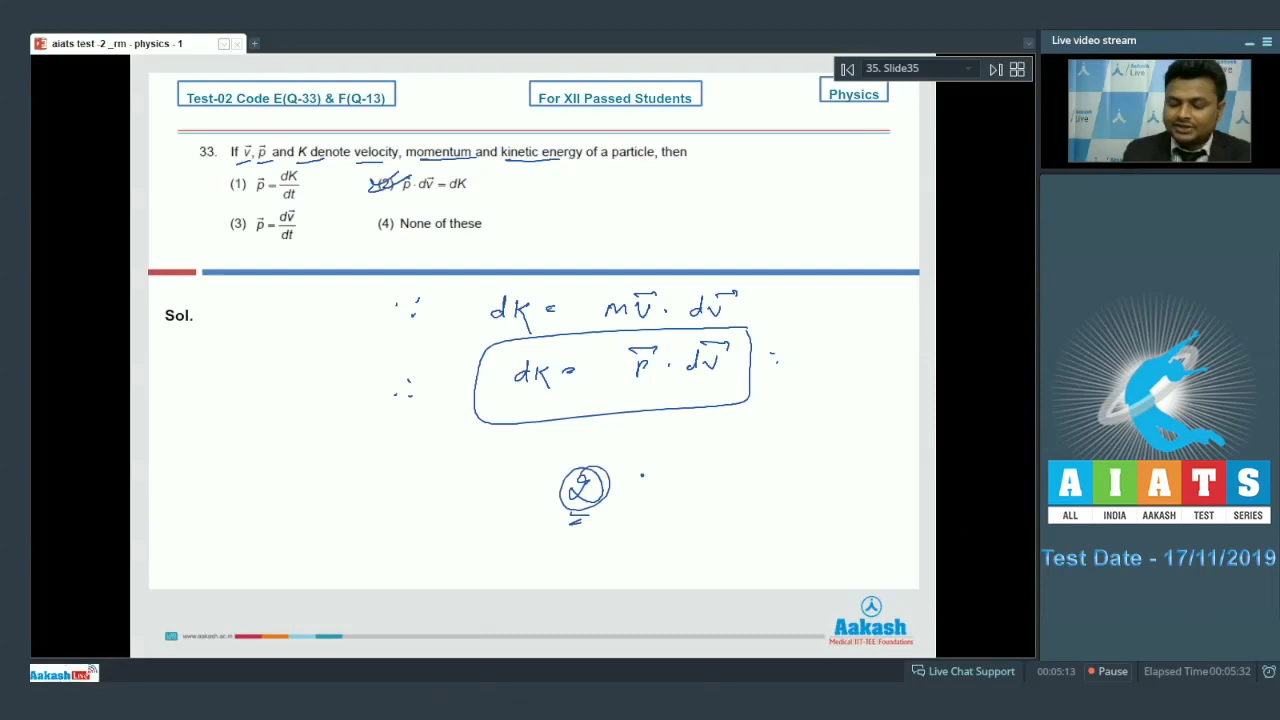 aiats test -2 _rm - physics - 1
35. Slide35
Live video stream
Test-02 Code E(Q-33) & F(Q-13)
For XII Passed Students
Physics
33. If v⃗, p⃗ and K denote velocity, momentum and kinetic energy of a particle, then
(1) p⃗ = dK/dt (2) p⃗ · dv⃗ = dK
(3) p⃗ = dv⃗/dt (4) None of these
Sol.
∵ dK = mv⃗ · dv⃗
∴ dK = p⃗ · dv⃗
2
www.aakash.ac.in
Aakash
Medical|IIT-JEE|Foundations
Aakash
Live
AIATS
ALL INDIA AAKASH TEST SERIES
Test Date - 17/11/2019
Aakash Live
Live Chat Support
00:05:13
Pause
Elapsed Time 00:05:32